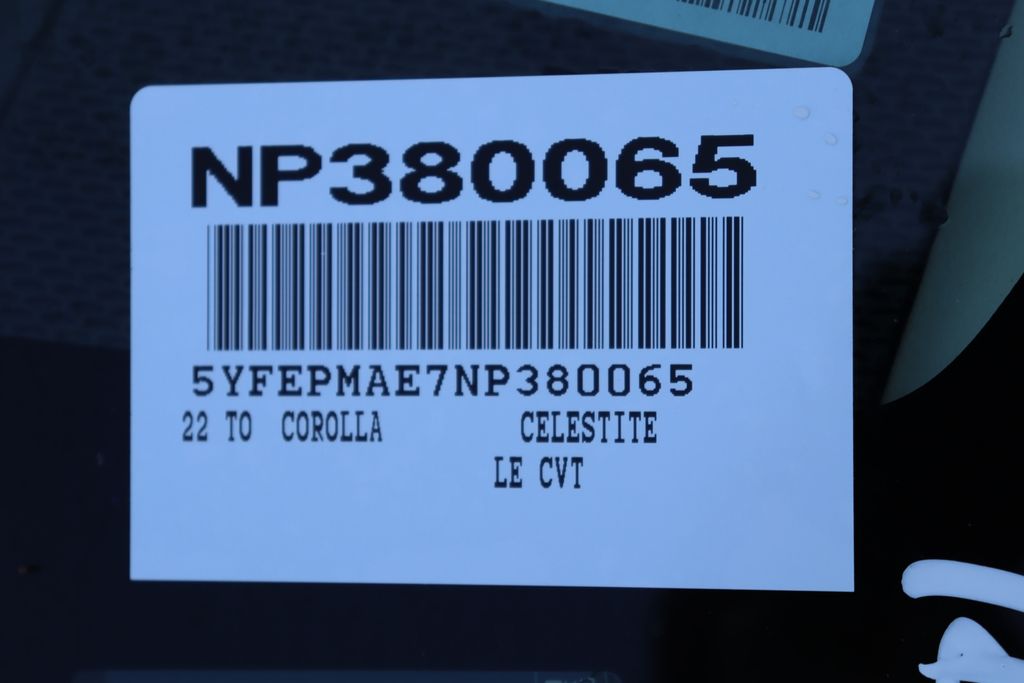 NP380065
5YFEPMAE7NP380065
22 TO COROLLA CELESTITE
LE CVT